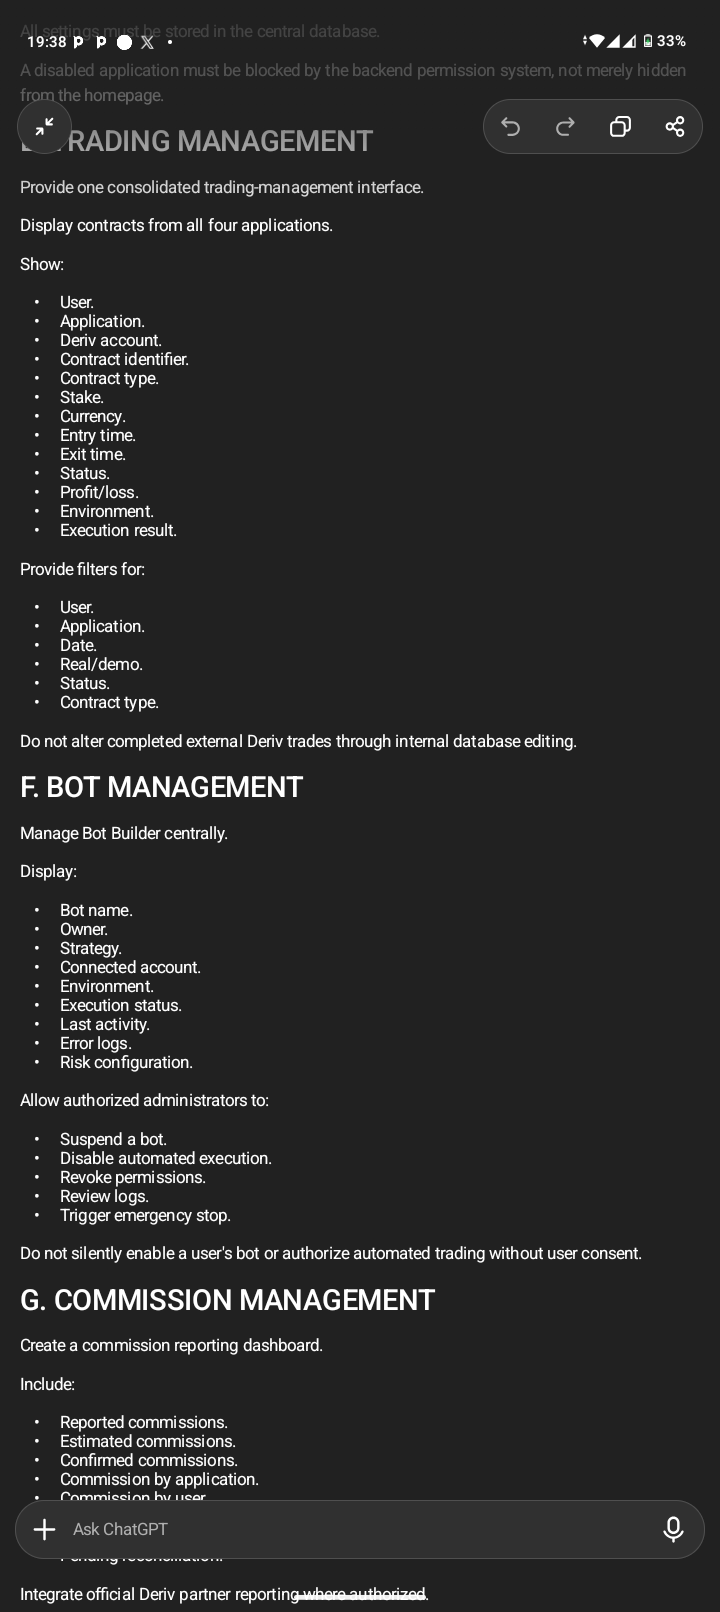 All settings must be stored in the central database.
19:38
33%
A disabled application must be blocked by the backend permission system, not merely hidden
from the homepage.
TRADING MANAGEMENT
Provide one consolidated trading-management interface.
Display contracts from all four applications.
Show:
• User.
• Application.
• Deriv account.
• Contract identifier.
• Contract type.
• Stake.
• Currency.
• Entry time.
• Exit time.
• Status.
• Profit/loss.
• Environment.
• Execution result.
Provide filters for:
• User.
• Application.
• Date.
• Real/demo.
• Status.
• Contract type.
Do not alter completed external Deriv trades through internal database editing.
F. BOT MANAGEMENT
Manage Bot Builder centrally.
Display:
• Bot name.
• Owner.
• Strategy.
• Connected account.
• Environment.
• Execution status.
• Last activity.
• Error logs.
• Risk configuration.
Allow authorized administrators to:
• Suspend a bot.
• Disable automated execution.
• Revoke permissions.
• Review logs.
• Trigger emergency stop.
Do not silently enable a user's bot or authorize automated trading without user consent.
G. COMMISSION MANAGEMENT
Create a commission reporting dashboard.
Include:
• Reported commissions.
• Estimated commissions.
• Confirmed commissions.
• Commission by application.
• Commission by user.
Ask ChatGPT
Pending reconciliation.
Integrate official Deriv partner reporting where authorized.